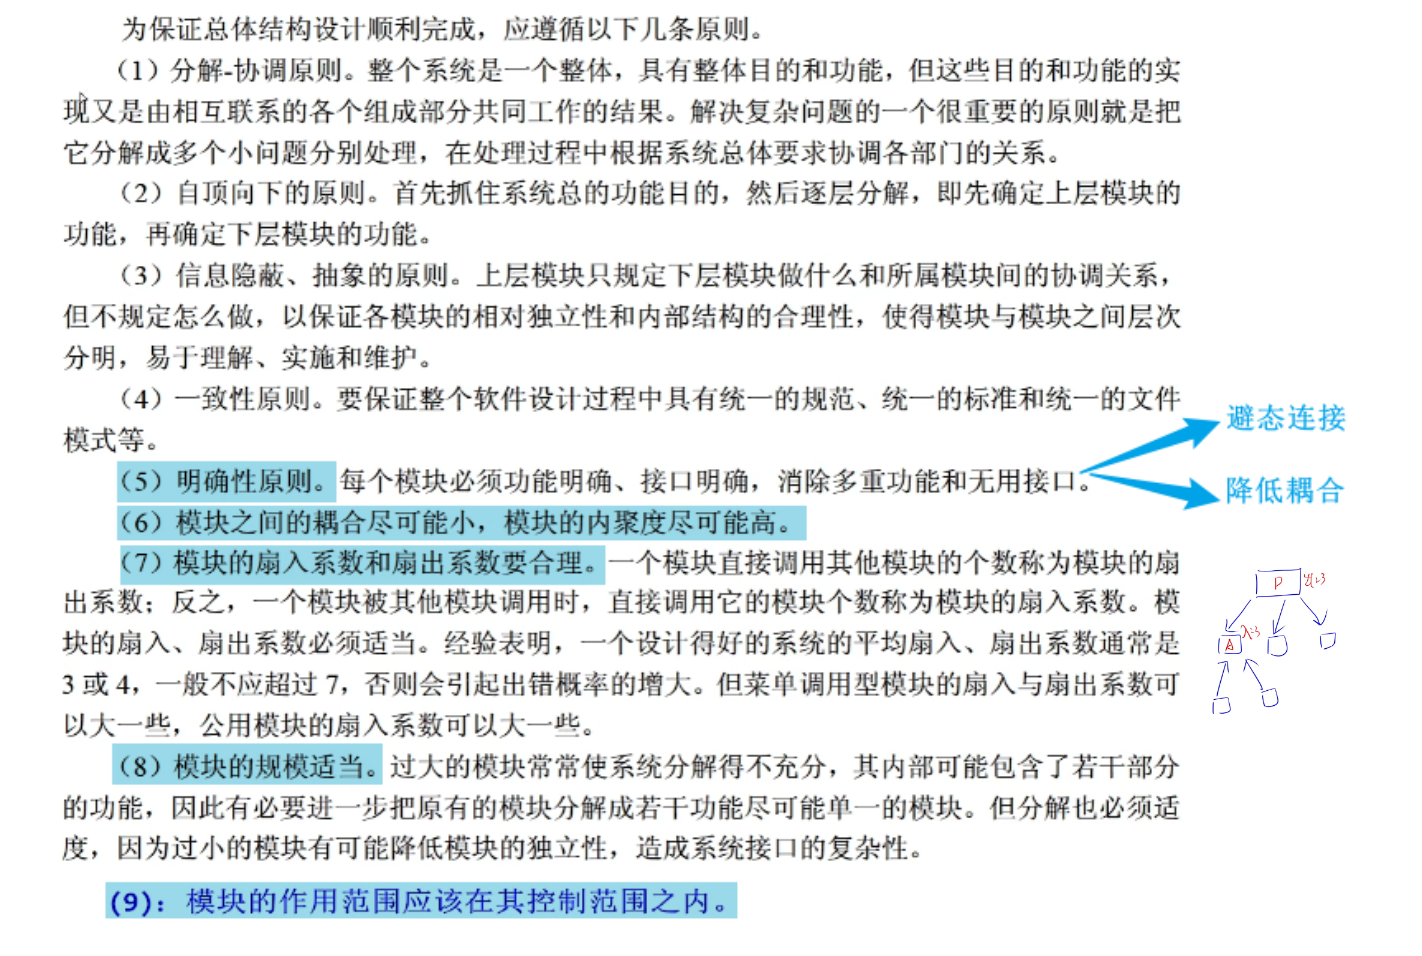 为保证总体结构设计顺利完成，应遵循以下几条原则。
（1）分解-协调原则。整个系统是一个整体，具有整体目的和功能，但这些目的和功能的实
现又是由相互联系的各个组成部分共同工作的结果。解决复杂问题的一个很重要的原则就是把
它分解成多个小问题分别处理，在处理过程中根据系统总体要求协调各部门的关系。
（2）自顶向下的原则。首先抓住系统总的功能目的，然后逐层分解，即先确定上层模块的
功能，再确定下层模块的功能。
（3）信息隐蔽、抽象的原则。上层模块只规定下层模块做什么和所属模块间的协调关系，
但不规定怎么做，以保证各模块的相对独立性和内部结构的合理性，使得模块与模块之间层次
分明，易于理解、实施和维护。
（4）一致性原则。要保证整个软件设计过程中具有统一的规范、统一的标准和统一的文件
模式等。
（5）明确性原则。每个模块必须功能明确、接口明确，消除多重功能和无用接口。
避态连接
降低耦合
（6）模块之间的耦合尽可能小，模块的内聚度尽可能高。
（7）模块的扇入系数和扇出系数要合理。一个模块直接调用其他模块的个数称为模块的扇
出系数；反之，一个模块被其他模块调用时，直接调用它的模块个数称为模块的扇入系数。模
块的扇入、扇出系数必须适当。经验表明，一个设计得好的系统的平均扇入、扇出系数通常是
3 或 4，一般不应超过 7，否则会引起出错概率的增大。但菜单调用型模块的扇入与扇出系数可
以大一些，公用模块的扇入系数可以大一些。
（8）模块的规模适当。过大的模块常常使系统分解得不充分，其内部可能包含了若干部分
的功能，因此有必要进一步把原有的模块分解成若干功能尽可能单一的模块。但分解也必须适
度，因为过小的模块有可能降低模块的独立性，造成系统接口的复杂性。
(9)：模块的作用范围应该在其控制范围之内。
P
A